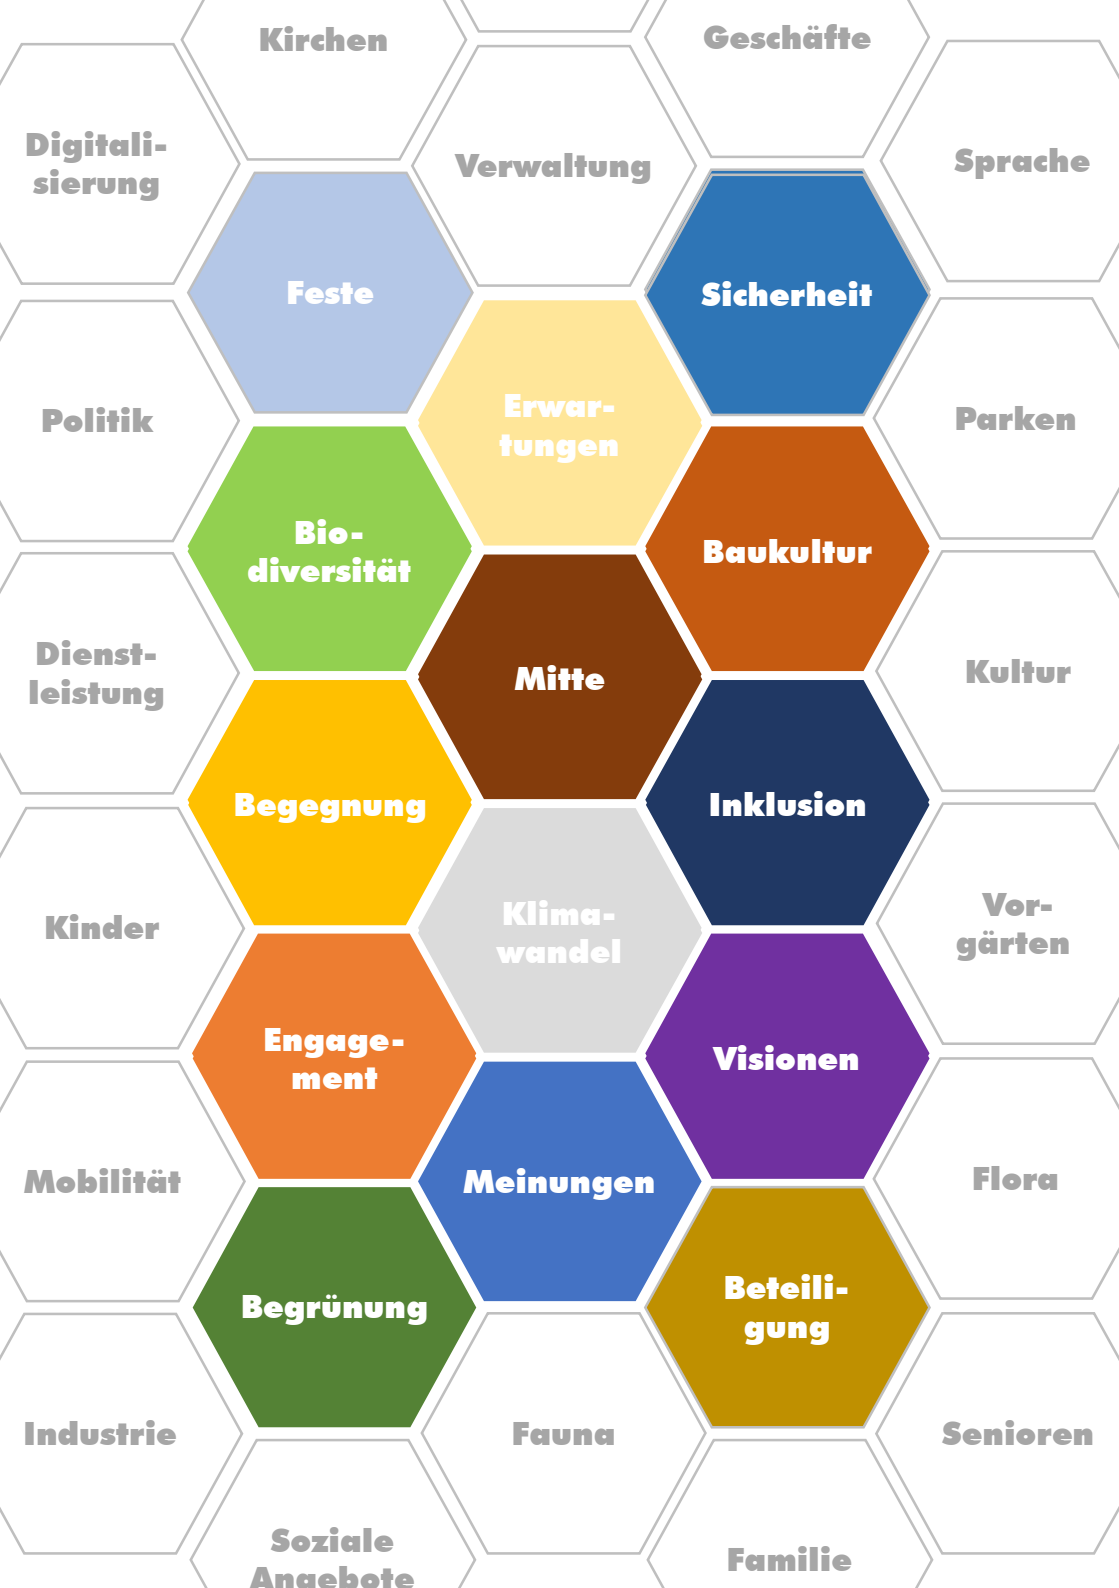 Kirchen
Geschäfte
Digitali-
sierung
Verwaltung
Sprache
Feste
Sicherheit
Politik
Erwar-
tungen
Parken
Bio-
diversität
Baukultur
Dienst-
leistung
Mitte
Kultur
Begegnung
Inklusion
Kinder
Klima-
wandel
Vor-
gärten
Engage-
ment
Visionen
Mobilität
Meinungen
Flora
Begrünung
Beteili-
gung
Industrie
Fauna
Senioren
Soziale
Angebote
Familie